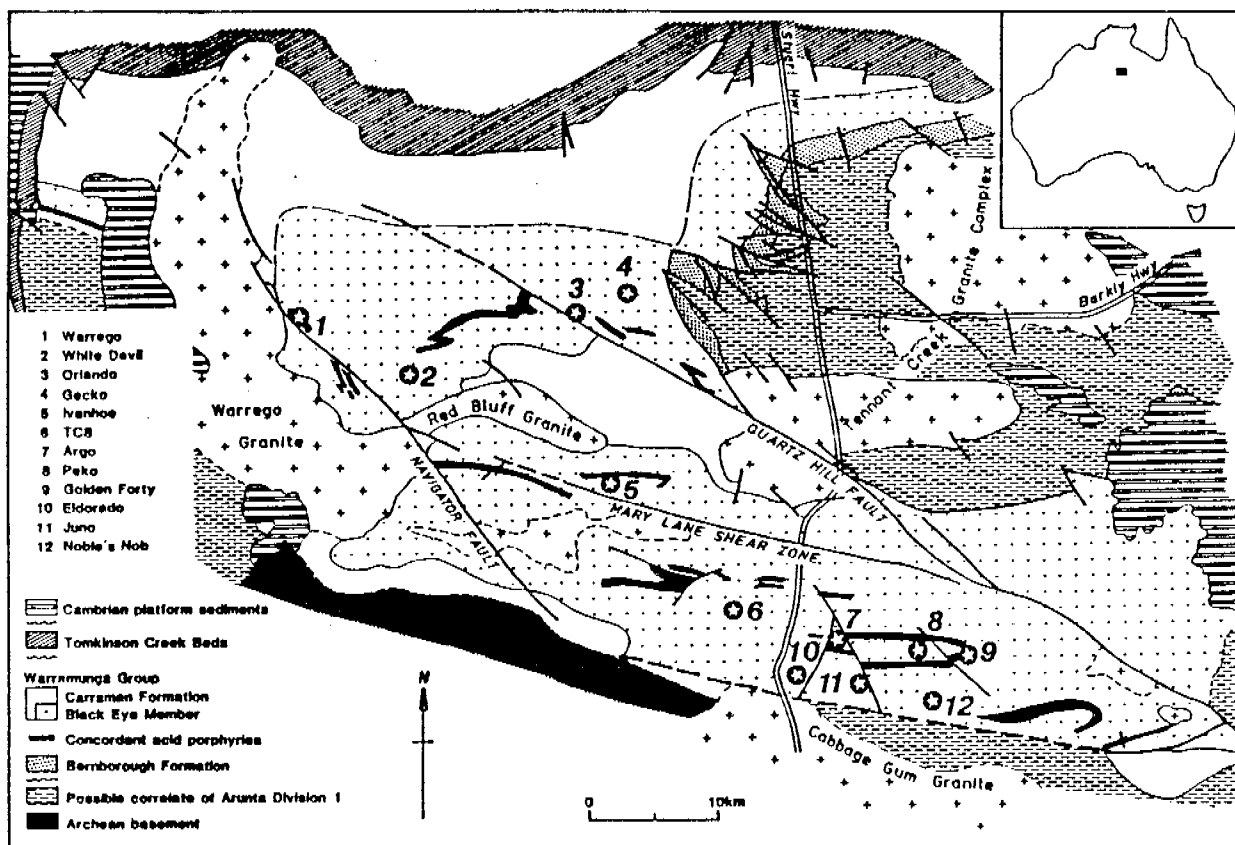 Stuart Hwy
Tennant Creek Granite Complex
Barkly Hwy
1
2
3
4
5
6
7
8
9
10
11
12
1 Warrego
2 White Devil
3 Orlando
4 Gecko
5 Ivanhoe
6 TC8
7 Argo
8 Peko
9 Golden Forty
10 Eldorado
11 Juno
12 Noble's Nob
Warrego
Granite
Red Bluff Granite
NAVIGATOR FAULT
QUARTZ HILL FAULT
MARY LANE SHEAR ZONE
Cabbage Gum Granite
Cambrian platform sediments
Tomkinson Creek Beds
Warramunga Group
Carraman Formation
Black Eye Member
Concordant acid porphyries
Bernborough Formation
Possible correlate of Arunta Division 1
Archean basement
N
0 10km